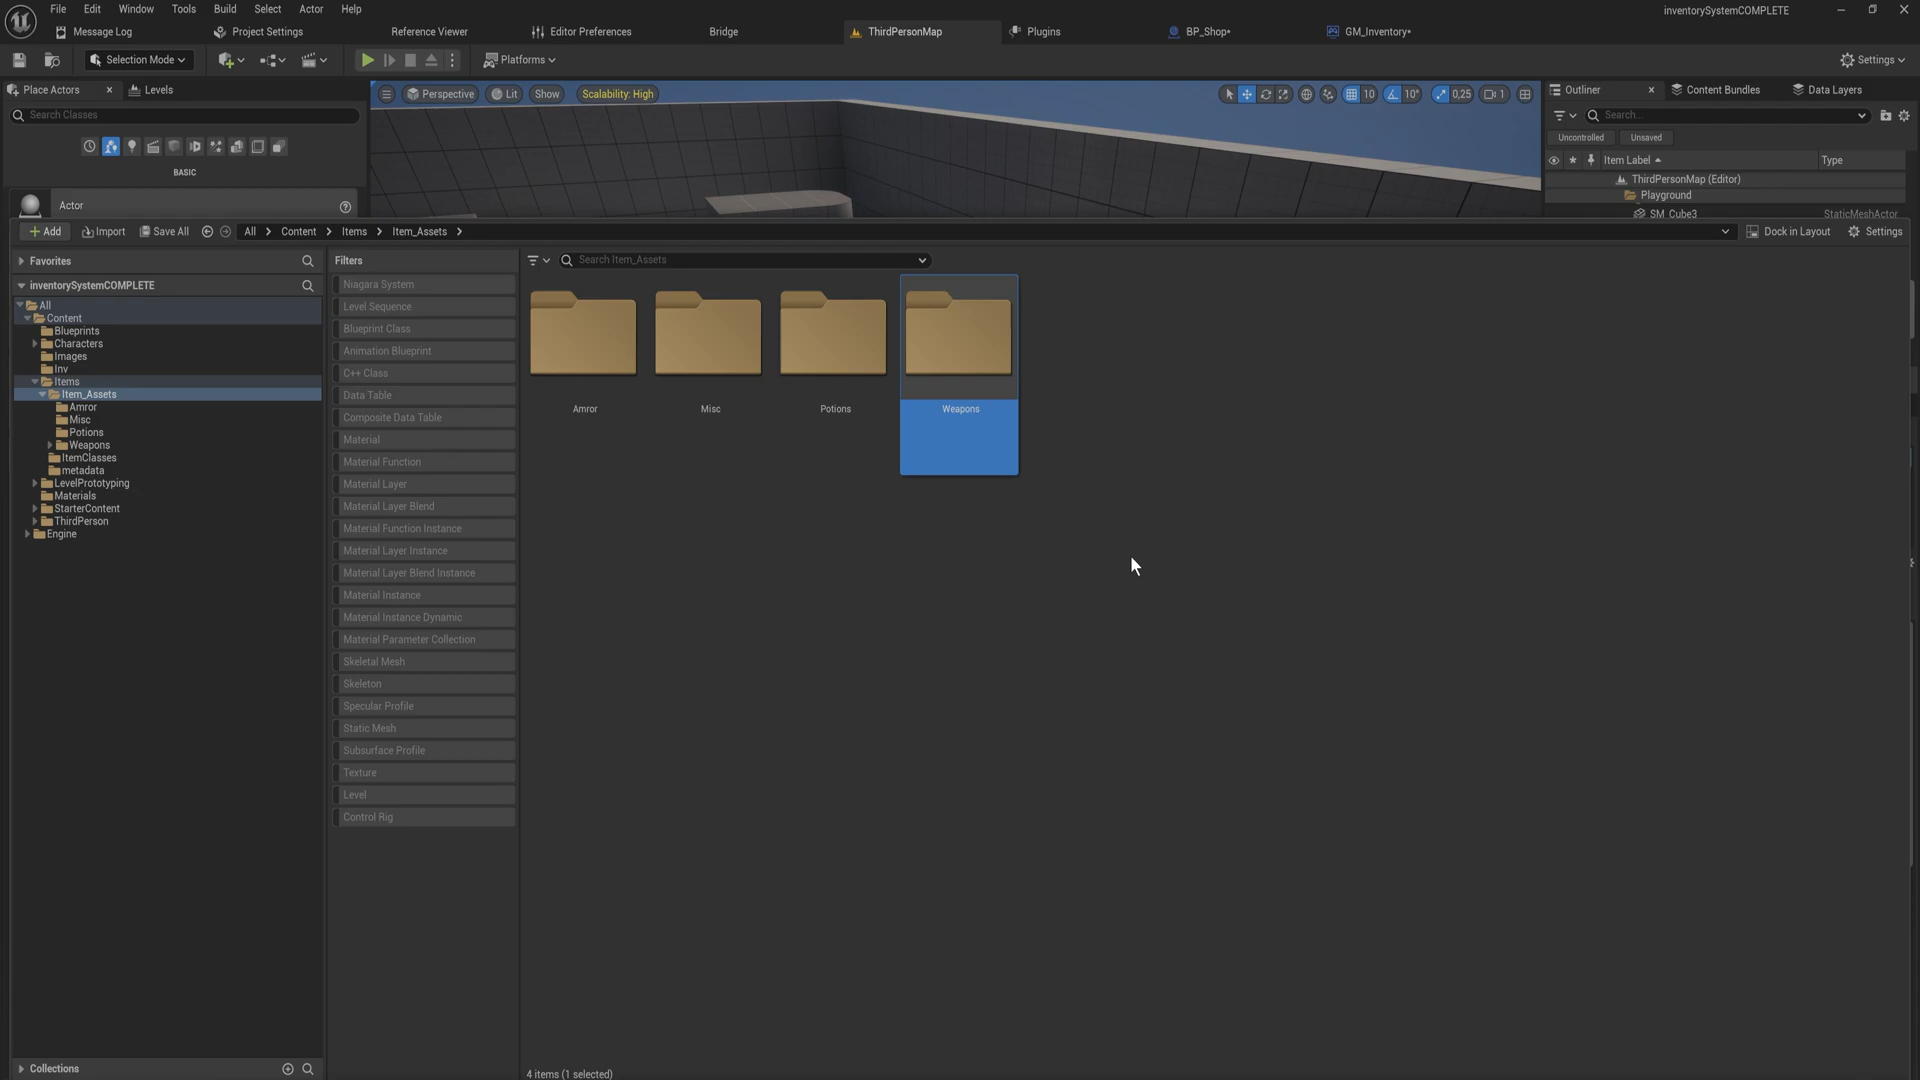 File Edit Window Tools Build Select Actor Help
inventorySystemCOMPLETE
Message Log Project Settings Reference Viewer Editor Preferences Bridge ThirdPersonMap Plugins BP_Shop* GM_Inventory*
Selection Mode Platforms Settings
Place Actors Levels
Perspective Lit Show Scalability: High 10 10° 0,25 1
Outliner Content Bundles Data Layers
Search Classes
Search...
Uncontrolled Unsaved
Item Label Type
BASIC
ThirdPersonMap (Editor)
Playground
Actor
SM_Cube3 StaticMeshActor
Add Import Save All All Content Items Item_Assets Dock in Layout Settings
Favorites
Filters
Search Item_Assets
inventorySystemCOMPLETE
All
Content
Blueprints
Characters
Images
Inv
Items
Item_Assets
Amror
Misc
Potions
Weapons
ItemClasses
metadata
LevelPrototyping
Materials
StarterContent
ThirdPerson
Engine
Niagara System
Level Sequence
Blueprint Class
Animation Blueprint
C++ Class
Data Table
Composite Data Table
Material
Material Function
Material Layer
Material Layer Blend
Material Function Instance
Material Layer Instance
Material Layer Blend Instance
Material Instance
Material Instance Dynamic
Material Parameter Collection
Skeletal Mesh
Skeleton
Specular Profile
Static Mesh
Subsurface Profile
Texture
Level
Control Rig
Amror Misc Potions Weapons
Collections
4 items (1 selected)